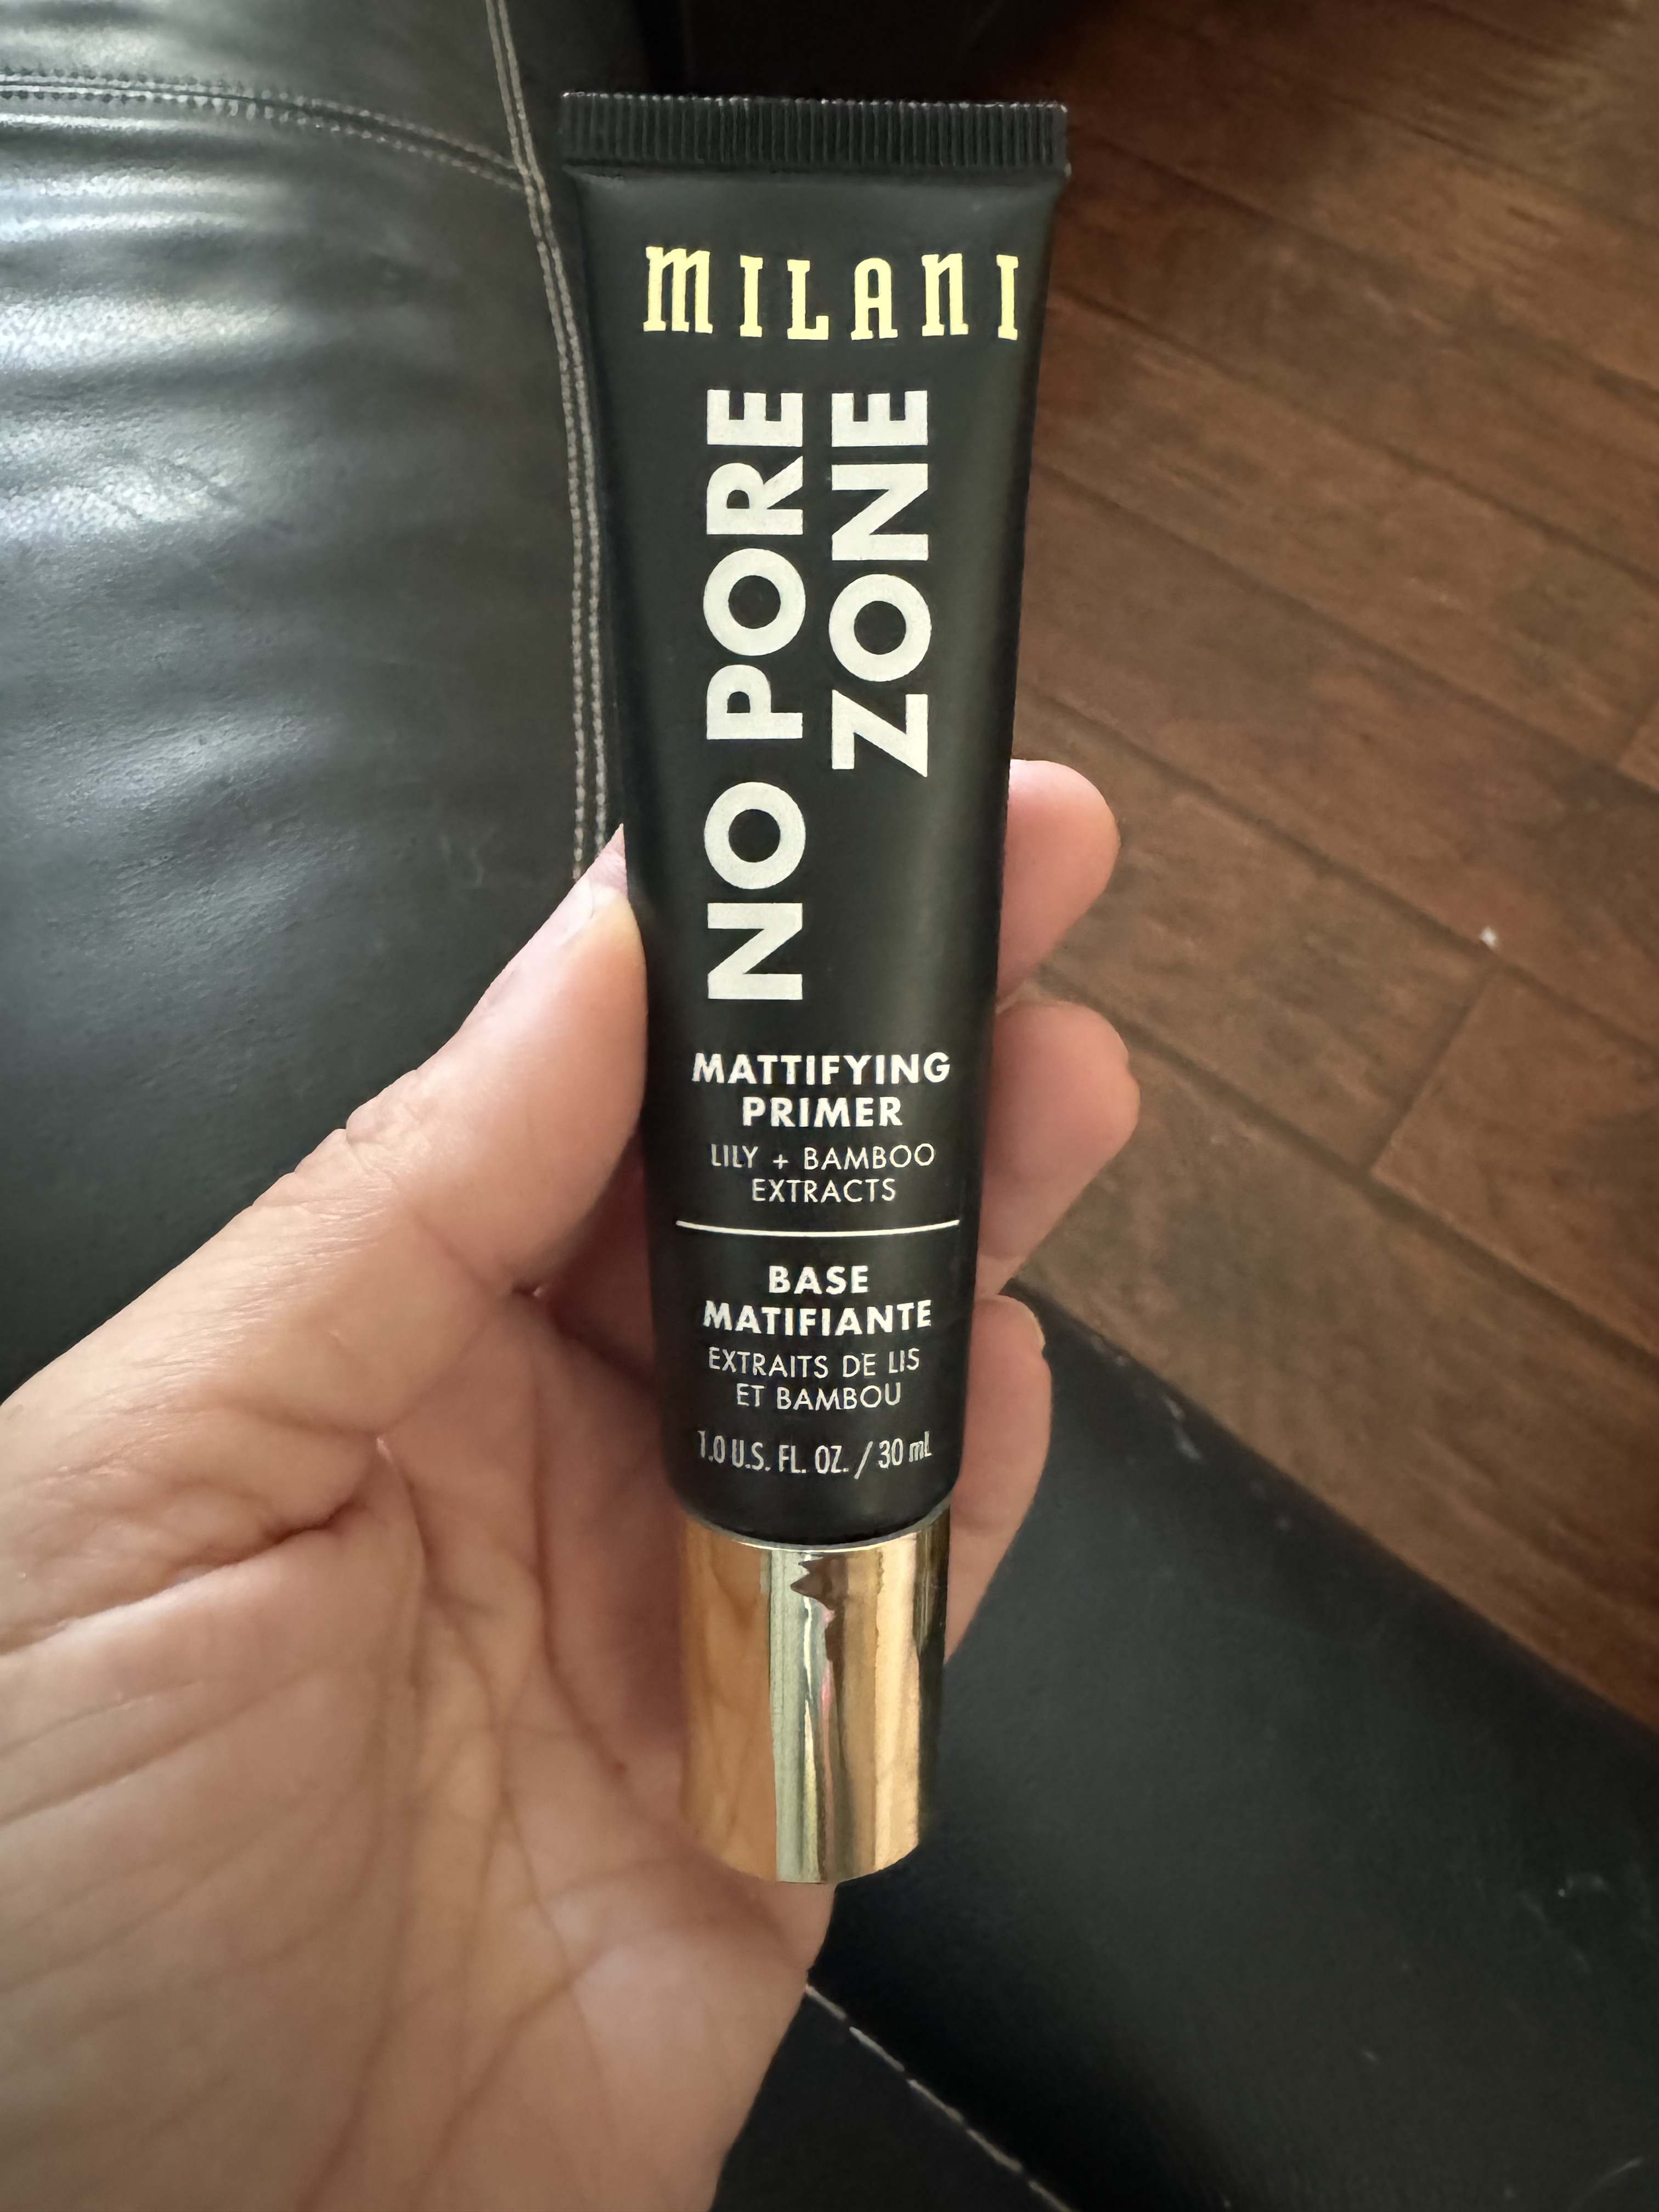 MILANI
NO PORE
ZONE
MATTIFYING
PRIMER
LILY + BAMBOO
EXTRACTS
BASE
MATIFIANTE
EXTRAITS DE LIS
ET BAMBOU
1.0 U.S. FL. OZ. / 30 mL